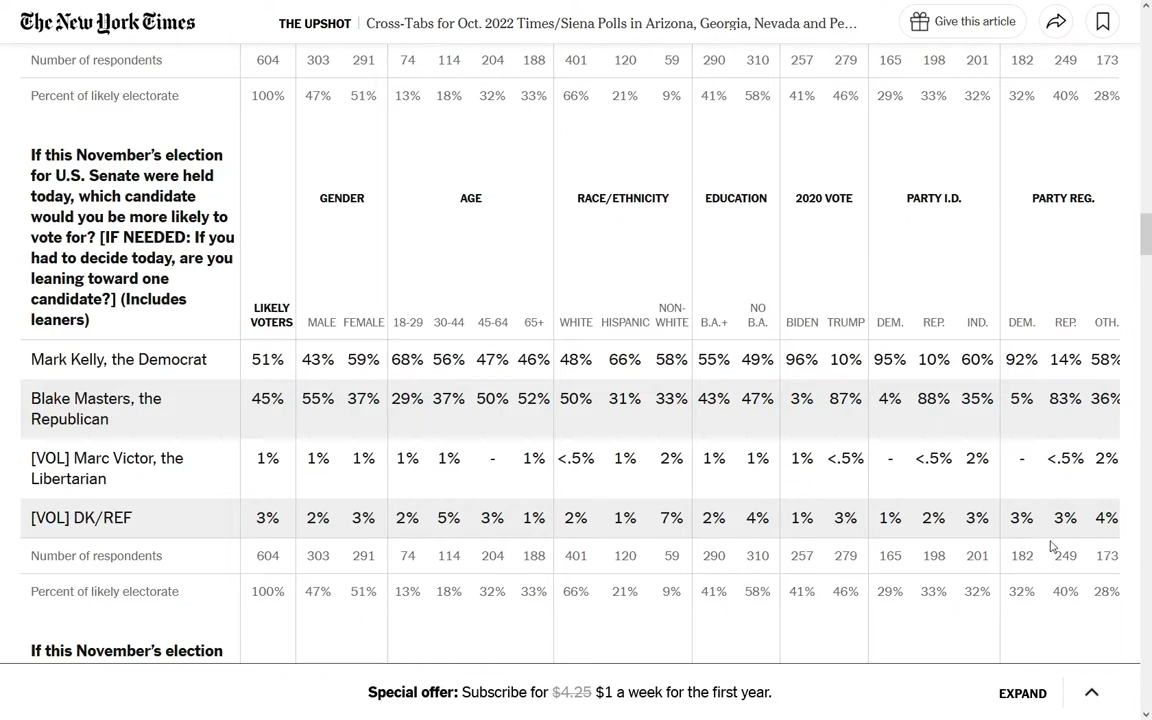 The New York Times THE UPSHOT Cross-Tabs for Oct. 2022 Times/Siena Polls in Arizona, Georgia, Nevada and Pe... Give this article
Number of respondents 604 303 291 74 114 204 188 401 120 59 290 310 257 279 165 198 201 182 249 173
Percent of likely electorate 100% 47% 51% 13% 18% 32% 33% 66% 21% 9% 41% 58% 41% 46% 29% 33% 32% 32% 40% 28%
If this November's election
for U.S. Senate were held
today, which candidate
would you be more likely to
vote for? [IF NEEDED: If you
had to decide today, are you
leaning toward one
candidate?] (Includes
leaners)
GENDER AGE RACE/ETHNICITY EDUCATION 2020 VOTE PARTY I.D. PARTY REG.
LIKELY NON- NO
VOTERS MALE FEMALE 18-29 30-44 45-64 65+ WHITE HISPANIC WHITE B.A.+ B.A. BIDEN TRUMP DEM. REP. IND. DEM. REP. OTH.
Mark Kelly, the Democrat 51% 43% 59% 68% 56% 47% 46% 48% 66% 58% 55% 49% 96% 10% 95% 10% 60% 92% 14% 58%
Blake Masters, the 45% 55% 37% 29% 37% 50% 52% 50% 31% 33% 43% 47% 3% 87% 4% 88% 35% 5% 83% 36%
Republican
[VOL] Marc Victor, the 1% 1% 1% 1% 1% - 1% <.5% 1% 2% 1% 1% 1% <.5% - <.5% 2% - <.5% 2%
Libertarian
[VOL] DK/REF 3% 2% 3% 2% 5% 3% 1% 2% 1% 7% 2% 4% 1% 3% 1% 2% 3% 3% 3% 4%
Number of respondents 604 303 291 74 114 204 188 401 120 59 290 310 257 279 165 198 201 182 249 173
Percent of likely electorate 100% 47% 51% 13% 18% 32% 33% 66% 21% 9% 41% 58% 41% 46% 29% 33% 32% 32% 40% 28%
If this November's election
Special offer: Subscribe for $4.25 $1 a week for the first year. EXPAND